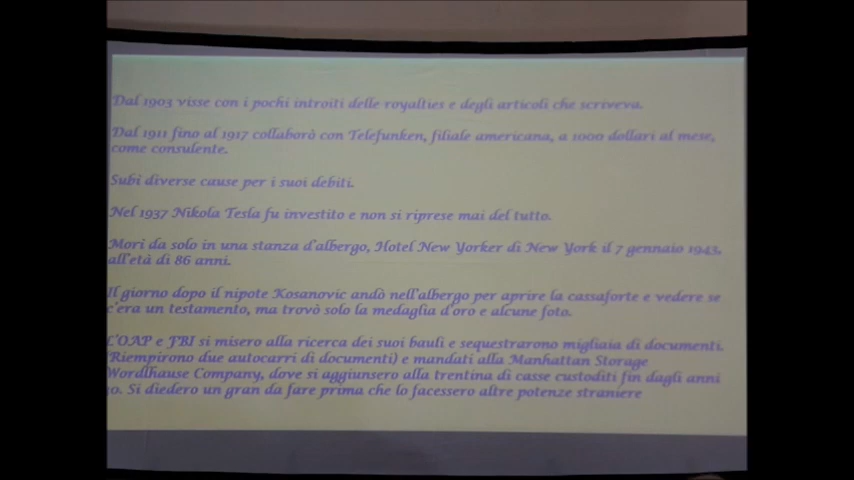 Dal 1903 visse con i pochi introiti delle royalties e degli articoli che scriveva.
Dal 1911 fino al 1917 collaborò con Telefunken, filiale americana, a 1000 dollari al mese,
come consulente.
Subì diverse cause per i suoi debiti.
Nel 1937 Nikola Tesla fu investito e non si riprese mai del tutto.
Morì da solo in una stanza d'albergo, Hotel New Yorker di New York il 7 gennaio 1943,
all'età di 86 anni.
Il giorno dopo il nipote Kosanovic andò nell'albergo per aprire la cassaforte e vedere se
c'era un testamento, ma trovò solo la medaglia d'oro e alcune foto.
L'OAP e FBI si misero alla ricerca dei suoi bauli e sequestrarono migliaia di documenti.
(Riempirono due autocarri di documenti) e mandati alla Manhattan Storage
Wordlhause Company, dove si aggiunsero alla trentina di casse custoditi fin dagli anni
30. Si diedero un gran da fare prima che lo facessero altre potenze straniere